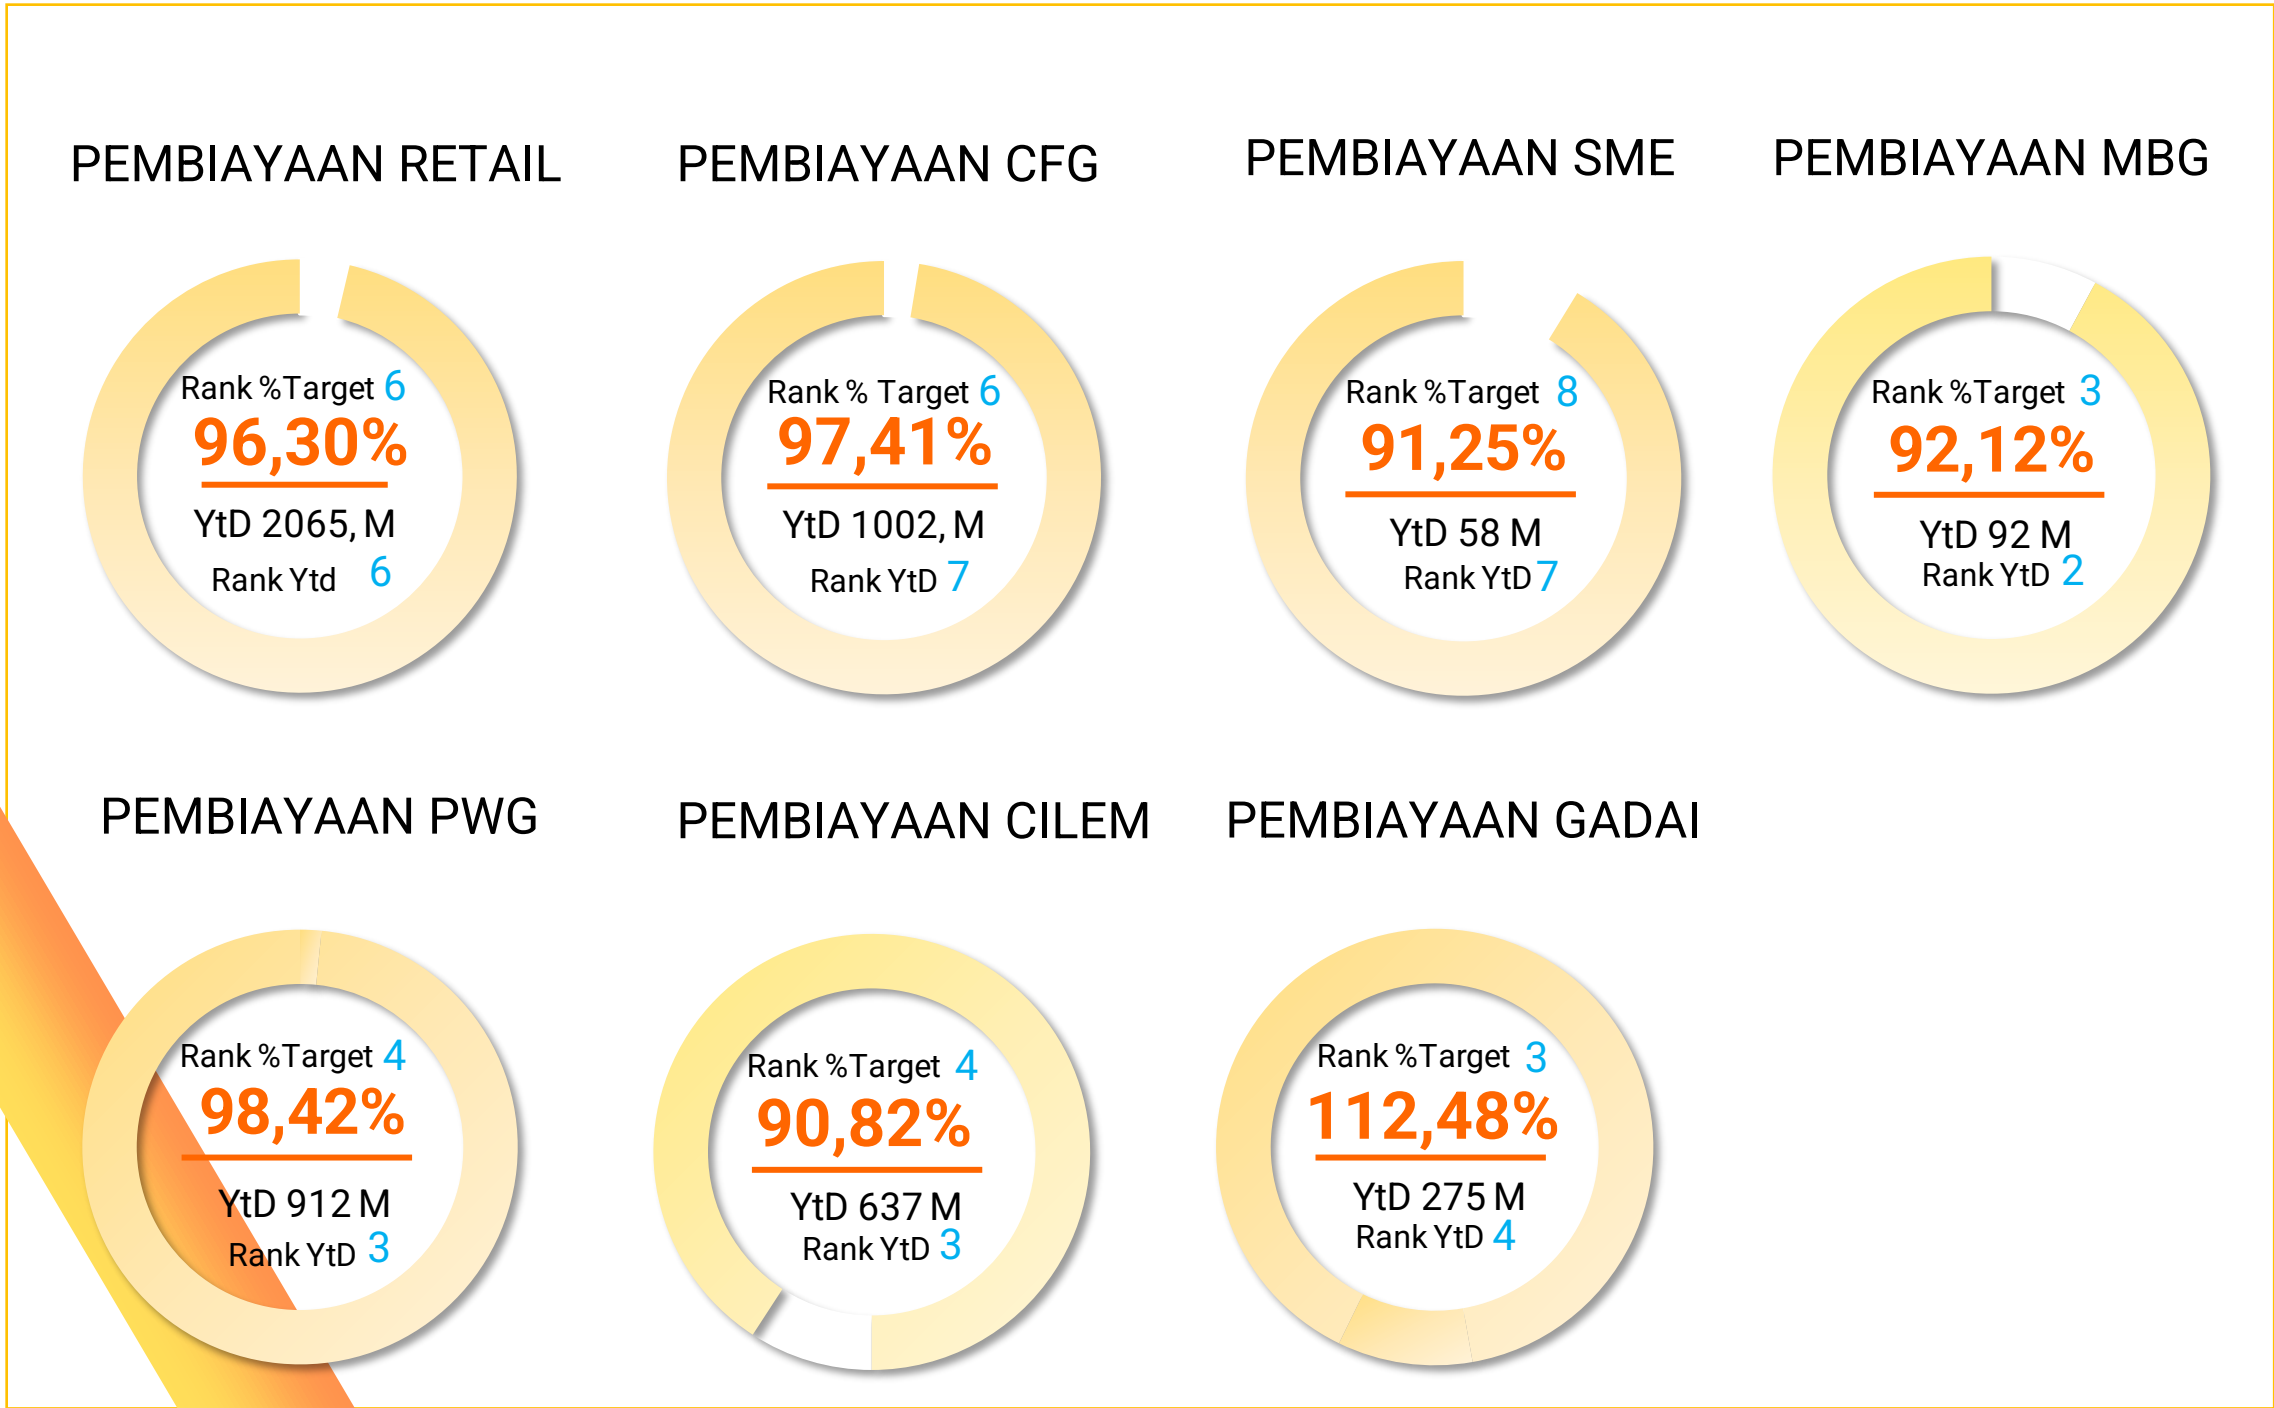 PEMBIAYAAN RETAIL
Rank %Target 6
96,30%
YtD 2065, M
Rank Ytd 6
PEMBIAYAAN CFG
Rank % Target 6
97,41%
YtD 1002, M
Rank YtD 7
PEMBIAYAAN SME
Rank %Target 8
91,25%
YtD 58 M
Rank YtD 7
PEMBIAYAAN MBG
Rank %Target 3
92,12%
YtD 92 M
Rank YtD 2
PEMBIAYAAN PWG
Rank %Target 4
98,42%
YtD 912 M
Rank YtD 3
PEMBIAYAAN CILEM
Rank %Target 4
90,82%
YtD 637 M
Rank YtD 3
PEMBIAYAAN GADAI
Rank %Target 3
112,48%
YtD 275 M
Rank YtD 4